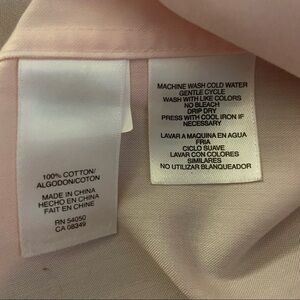 100% COTTON/
ALGODON/COTON
MADE IN CHINA
HECHO EN CHINA
FAIT EN CHINE
RN 54050
CA 08349
MACHINE WASH COLD WATER
GENTLE CYCLE
WASH WITH LIKE COLORS
NO BLEACH
DRIP DRY
PRESS WITH COOL IRON IF
NECESSARY
LAVAR A MAQUINA EN AGUA
FRIA
CICLO SUAVE
LAVAR CON COLORES
SIMILARES
NO UTILIZAR BLANQUEADOR